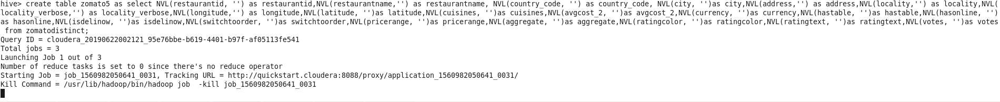 hive> create table zomato5 as select NVL(restaurantid, '') as restaurantid,NVL(restaurantname,'') as restaurantname, NVL(country_code, '') as country_code, NVL(city, '')as city,NVL(address,'') as address,NVL(locality,'') as locality,NVL(
locality_verbose,'') as locality_verbose,NVL(longitude,'') as longitude,NVL(latitude, '')as latitude,NVL(cuisines, '')as cuisines,NVL(avgcost_2, '')as avgcost_2,NVL(currency, '')as currency,NVL(hastable, '')as hastable,NVL(hasonline, '')
as hasonline,NVL(isdelinow, '')as isdelinow,NVL(switchtoorder, '')as switchtoorder,NVL(pricerange, '')as pricerange,NVL(aggregate, '')as aggregate,NVL(ratingcolor, '')as ratingcolor,NVL(ratingtext, '')as ratingtext,NVL(votes, '')as votes
 from zomatodistinct;
Query ID = cloudera_20190622002121_95e76bbe-b619-4401-b97f-af05113fe541
Total jobs = 3
Launching Job 1 out of 3
Number of reduce tasks is set to 0 since there's no reduce operator
Starting Job = job_1560982050641_0031, Tracking URL = http://quickstart.cloudera:8088/proxy/application_1560982050641_0031/
Kill Command = /usr/lib/hadoop/bin/hadoop job  -kill job_1560982050641_0031